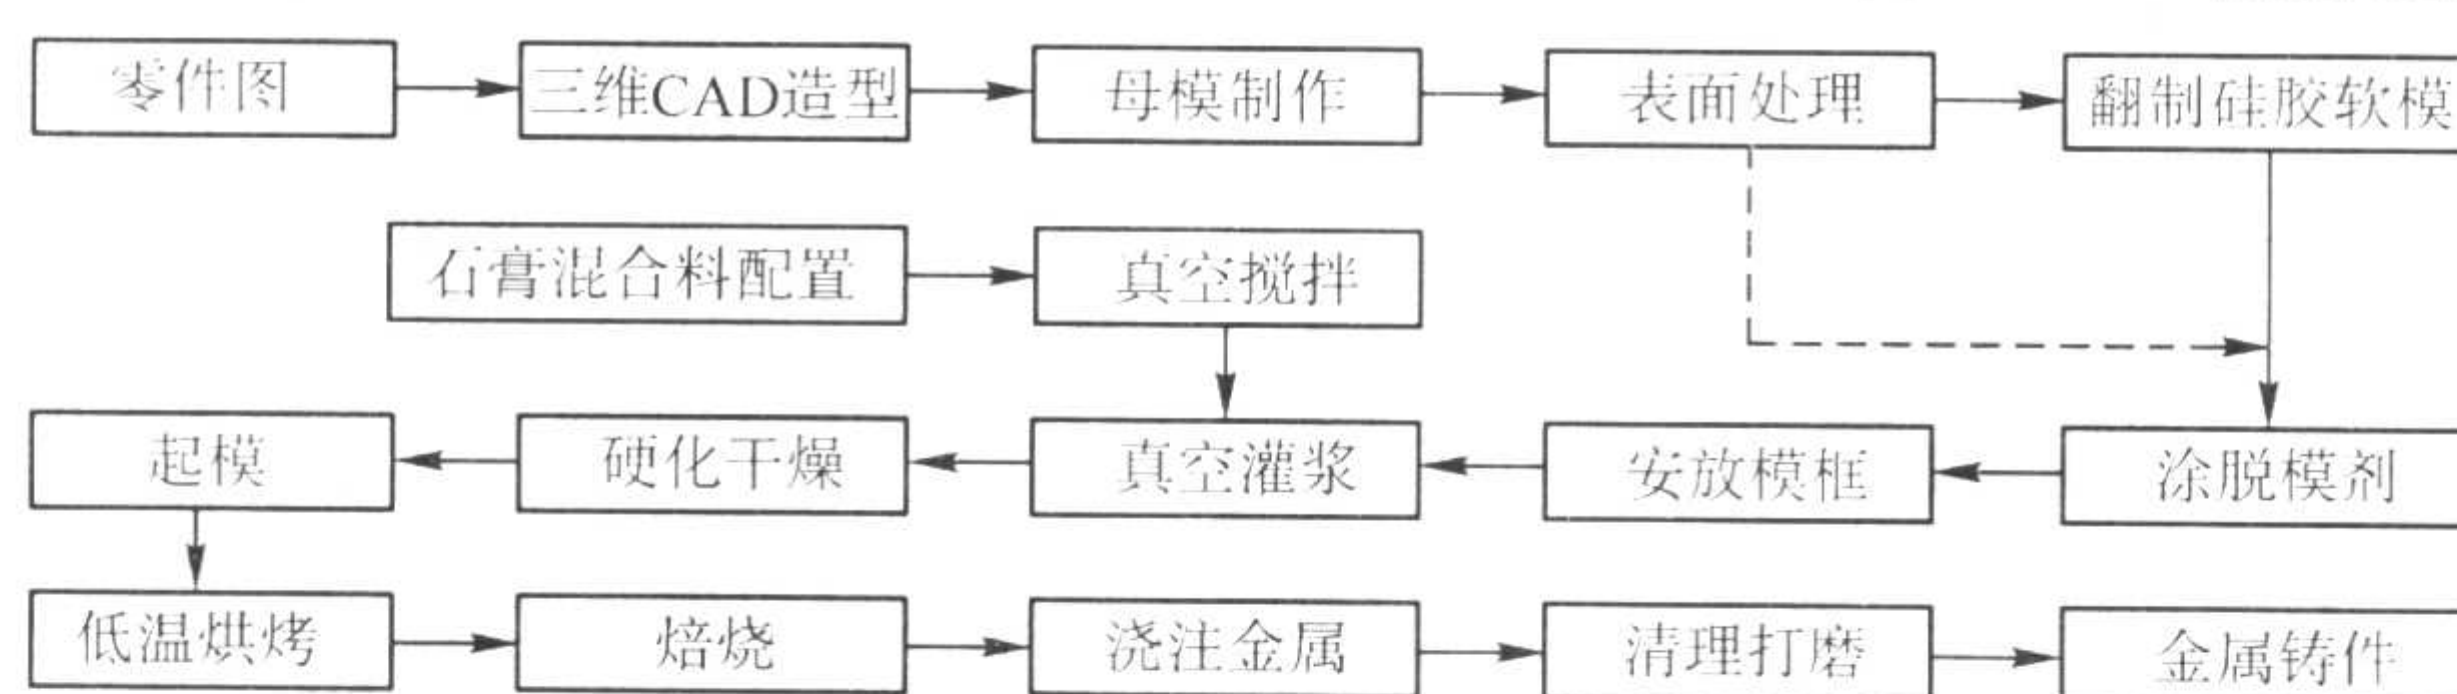 零件图 三维CAD造型 母模制作 表面处理 翻制硅胶软模
石膏混合料配置 真空搅拌
起模 硬化干燥 真空灌浆 安放模框 涂脱模剂
低温烘烤 焙烧 浇注金属 清理打磨 金属铸件